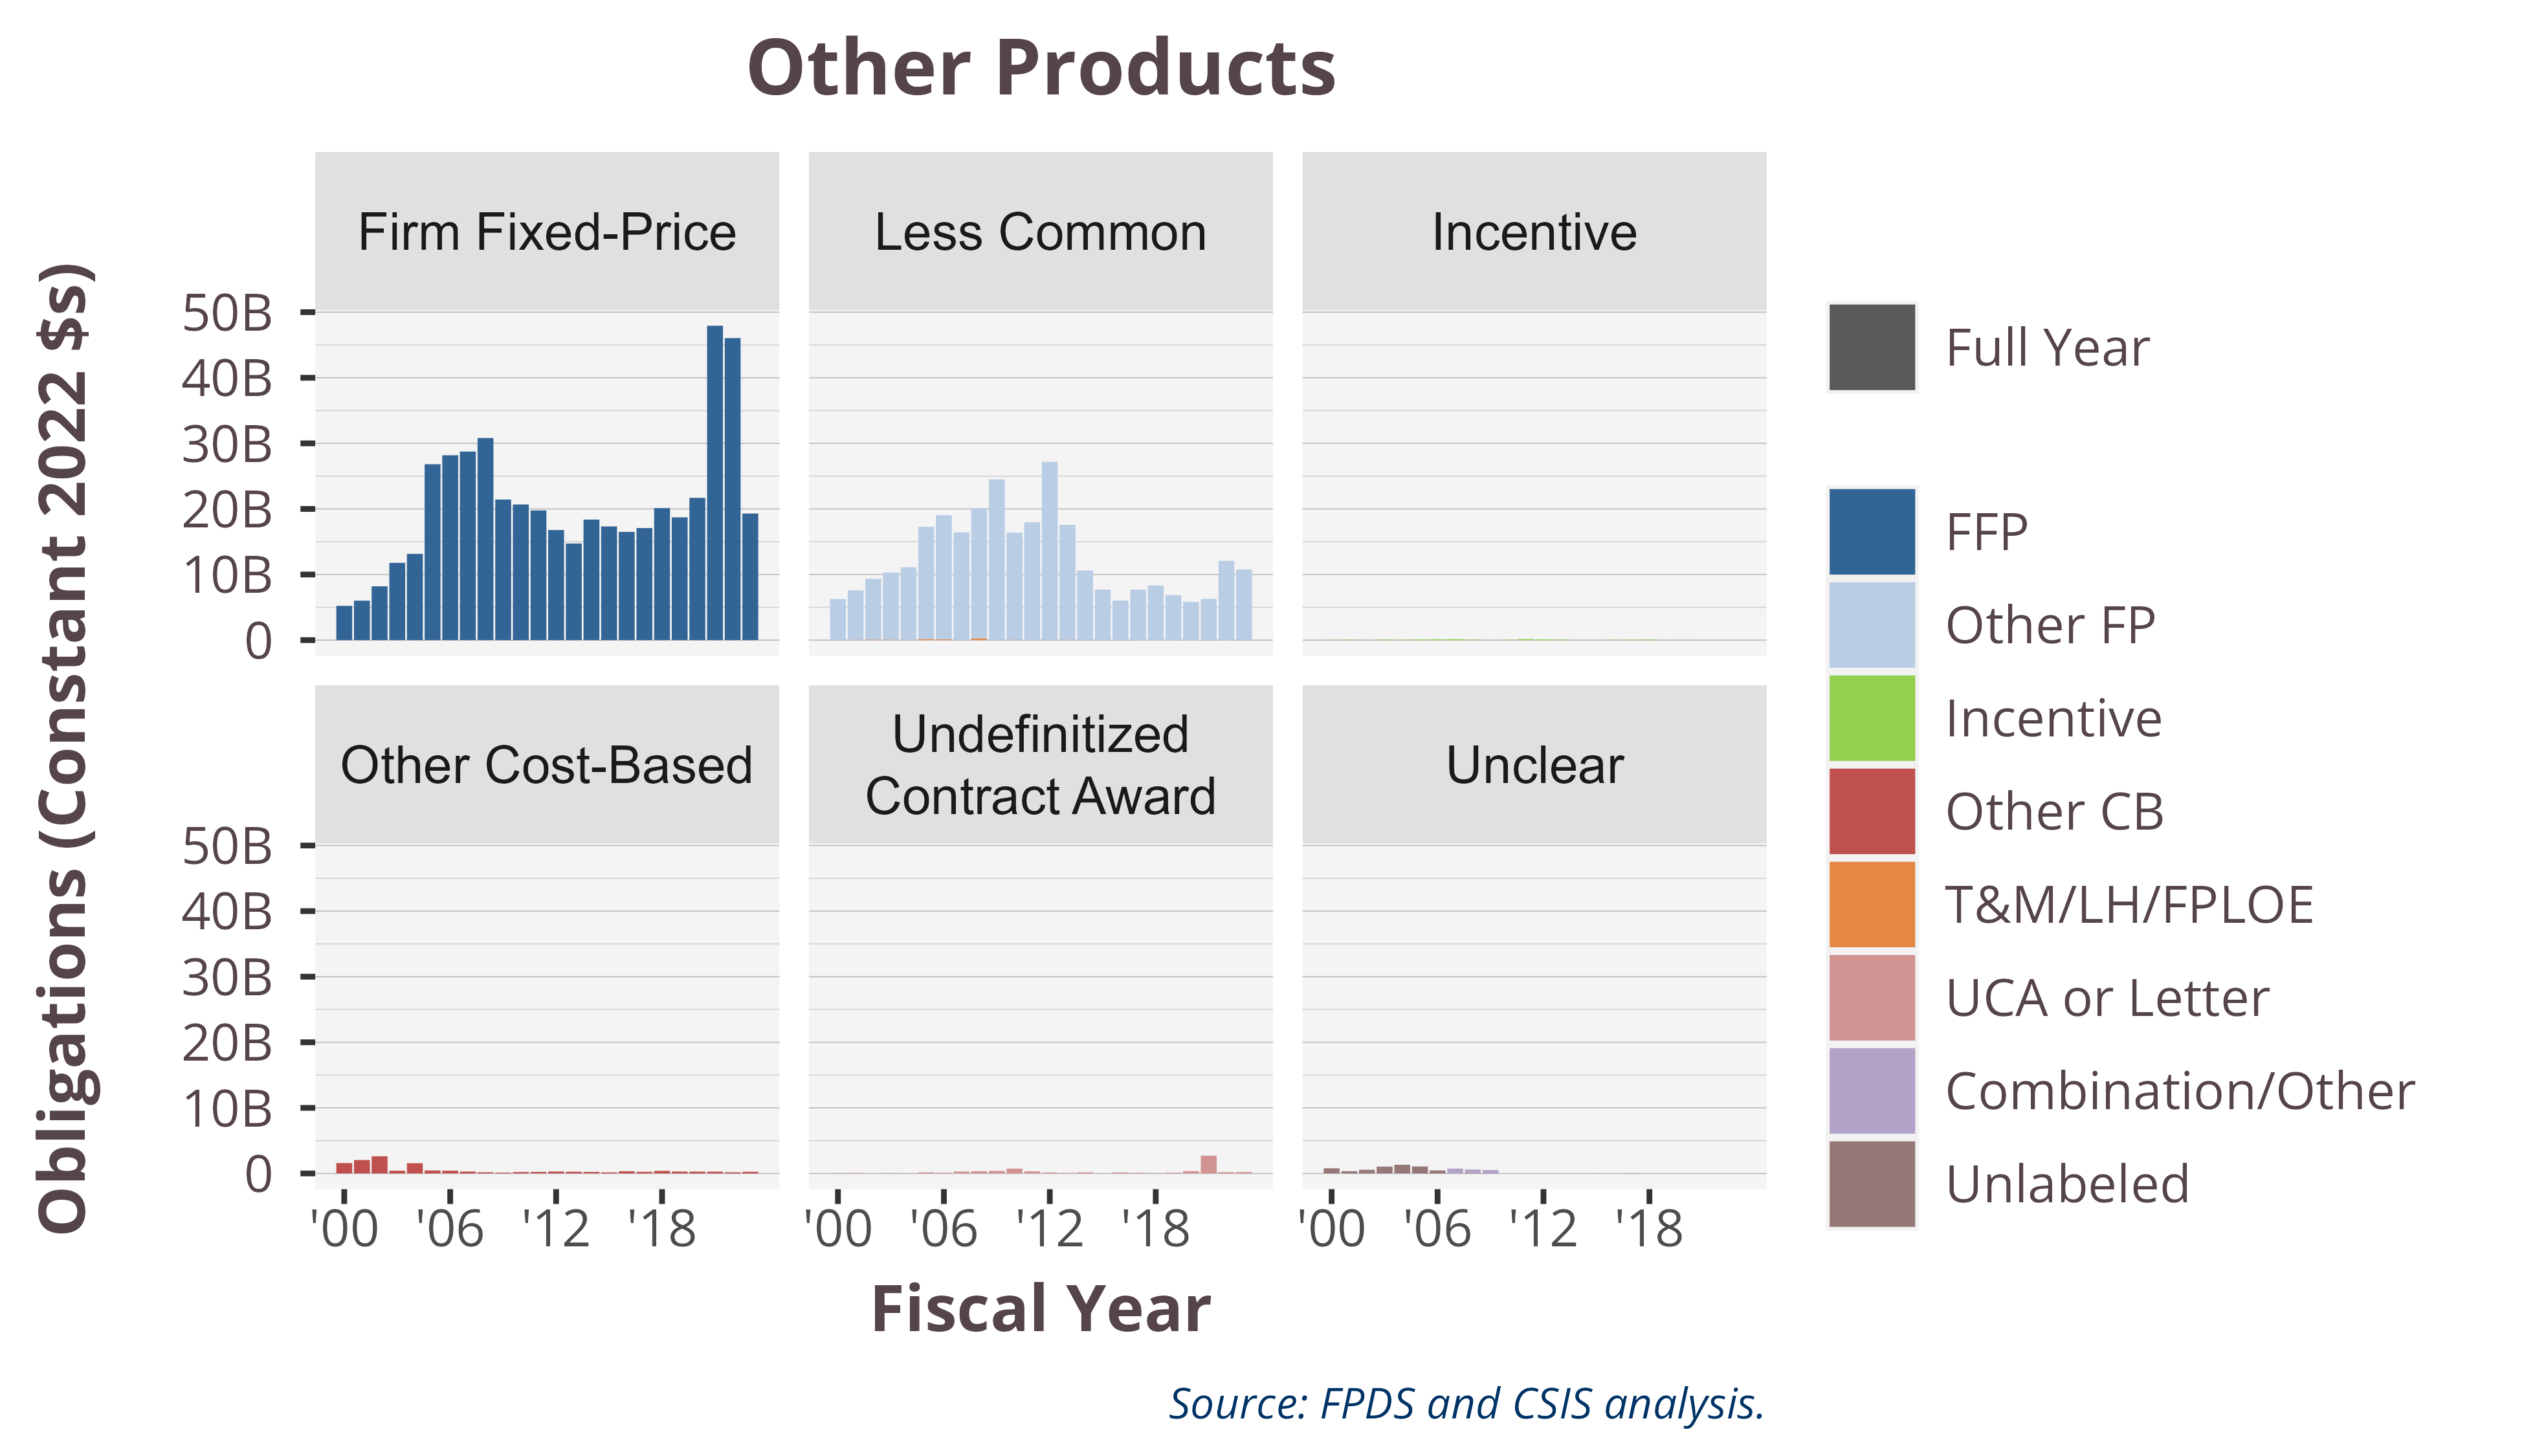 Other Products
Firm Fixed-Price
Less Common
Incentive
50B
40B
30B
20B
10B
0
Other Cost-Based
Undefinitized
Contract Award
Unclear
50B
40B
30B
20B
10B
0
'00 '06 '12 '18
'00 '06 '12 '18
'00 '06 '12 '18
Obligations (Constant 2022 $s)
Fiscal Year
Full Year
FFP
Other FP
Incentive
Other CB
T&M/LH/FPLOE
UCA or Letter
Combination/Other
Unlabeled
Source: FPDS and CSIS analysis.